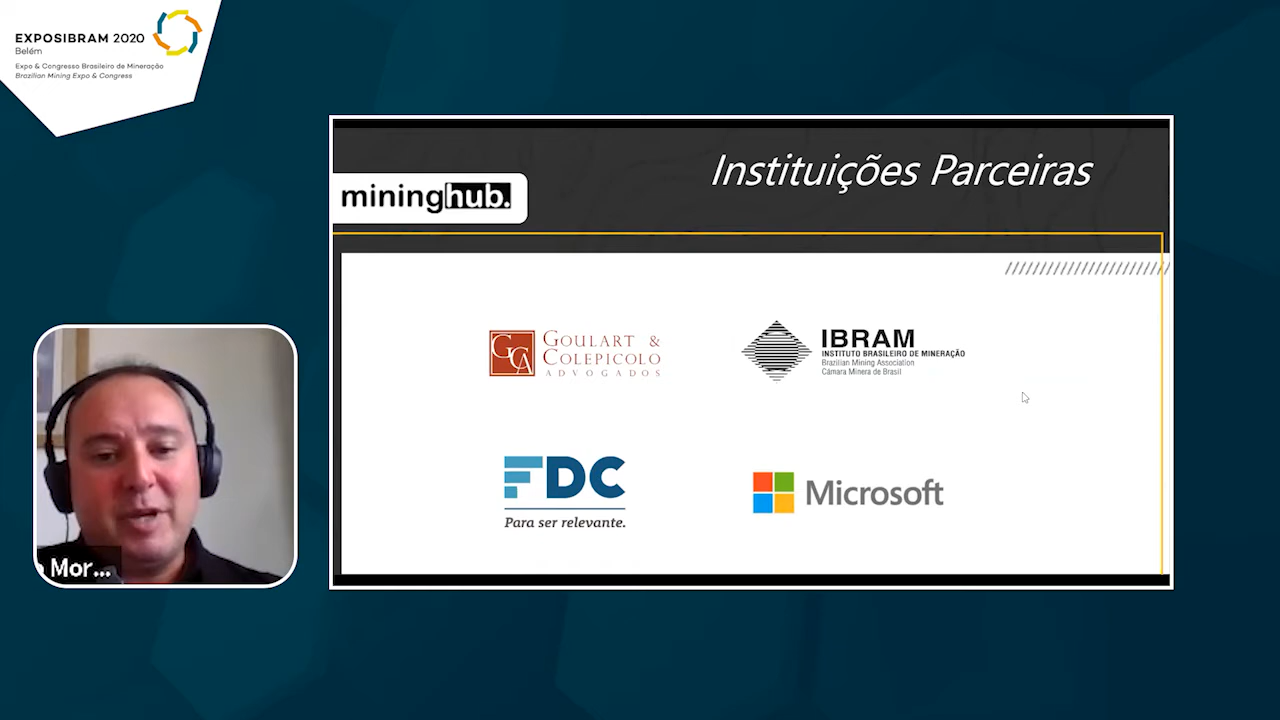 EXPOSIBRAM 2020
Belém
Expo & Congresso Brasileiro de Mineração
Brazilian Mining Expo & Congress
Instituições Parceiras
mininghub.
GCA
GOULART &
COLEPICOLO
ADVOGADOS
IBRAM
INSTITUTO BRASILEIRO DE MINERAÇÃO
Brazilian Mining Association
Cámara Minera de Brasil
FDC
Para ser relevante.
Microsoft
Mor...